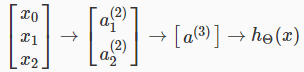 [x₀ x₁ x₂] → [a₁⁽²⁾ a₂⁽²⁾] → [a⁽³⁾] → h_Θ(x)